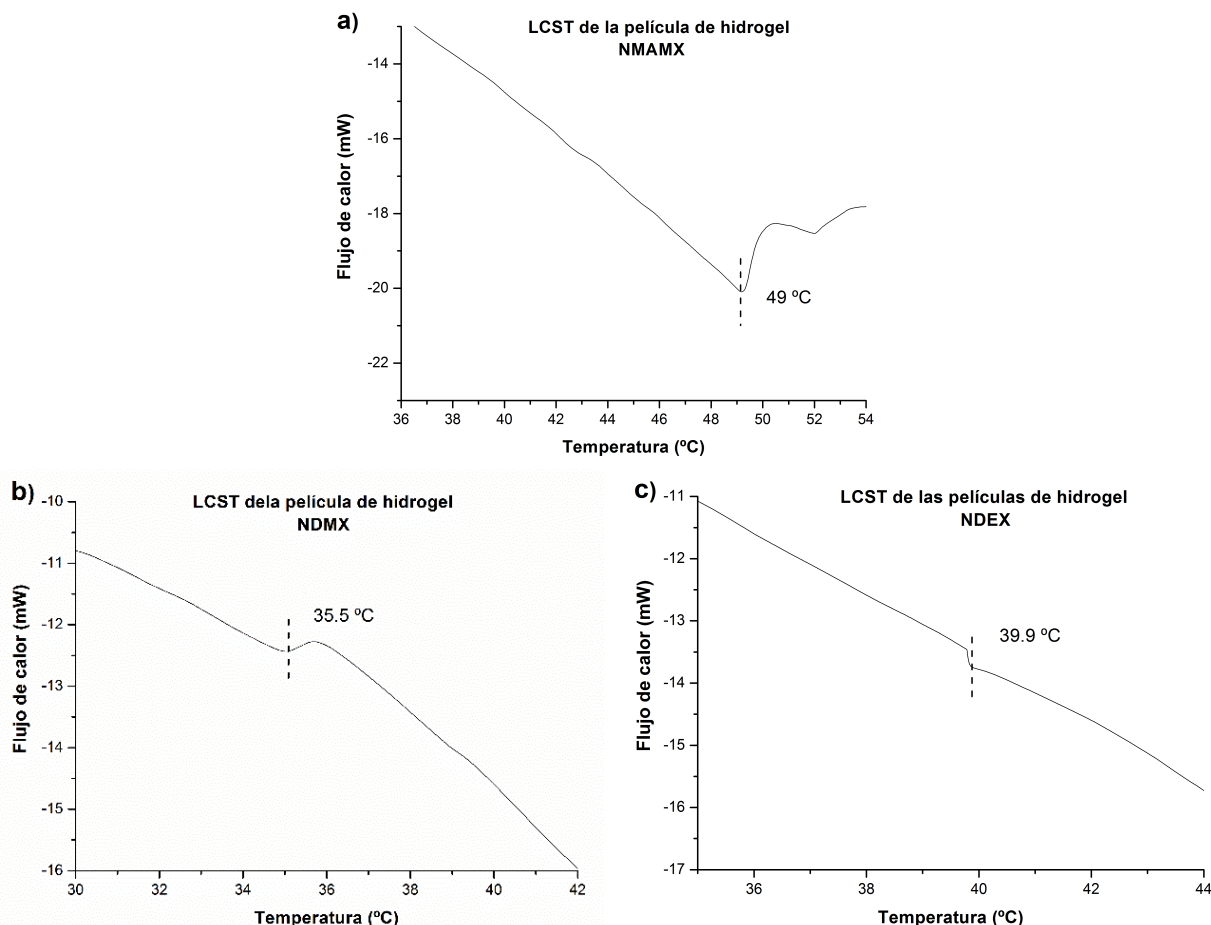 a)
LCST de la película de hidrogel
NMAMX
Flujo de calor (mW)
-14
-16
-18
-20
-22
49 ºC
36 38 40 42 44 46 48 50 52 54
Temperatura (ºC)
b)
LCST dela película de hidrogel
NDMX
Flujo de calor (mW)
-10
-11
-12
-13
-14
-15
-16
35.5 ºC
30 32 34 36 38 40 42
Temperatura (ºC)
c)
LCST de las películas de hidrogel
NDEX
Flujo de calor (mW)
-11
-12
-13
-14
-15
-16
-17
39.9 ºC
36 38 40 42 44
Temperatura (ºC)